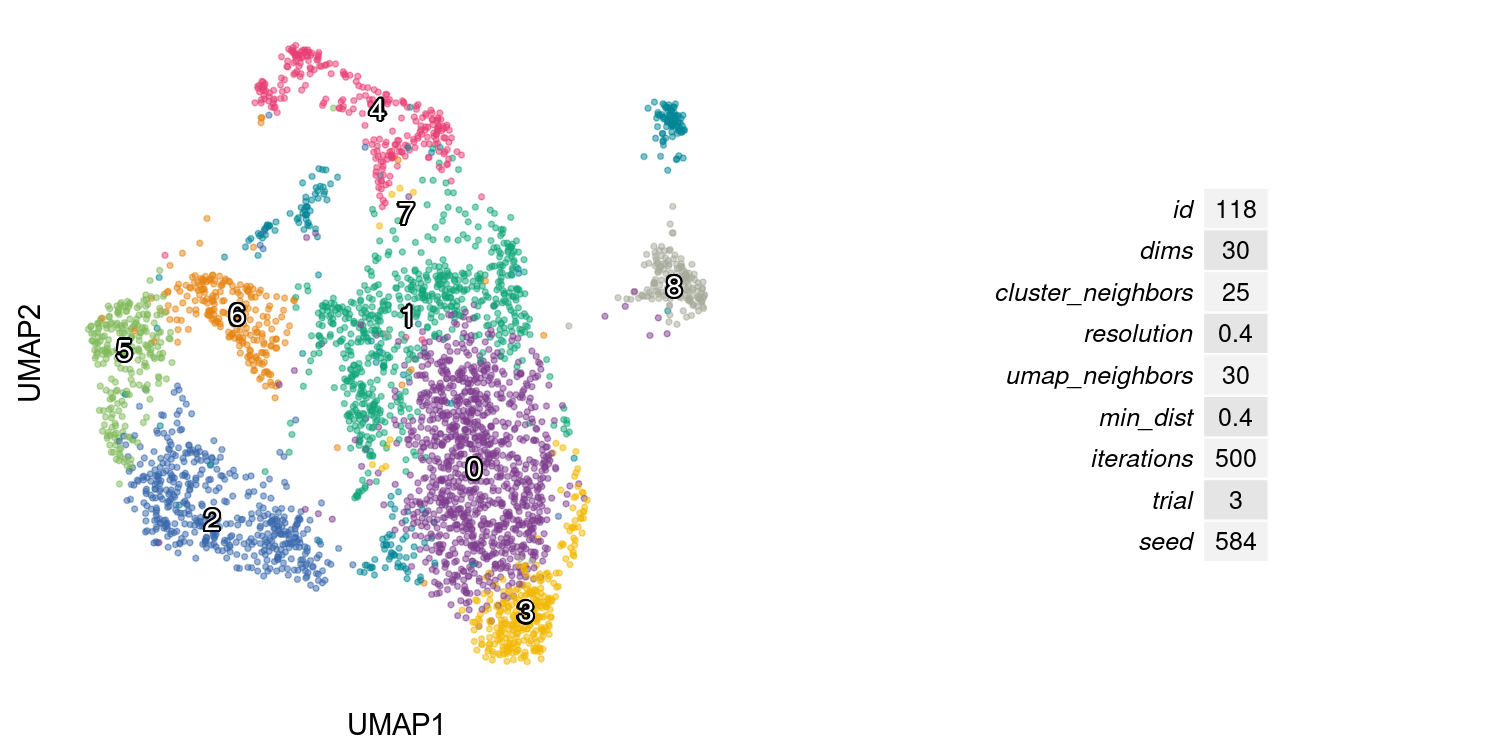 4
7
8
1
6
5
0
2
3
UMAP1
UMAP2
id 118
dims 30
cluster_neighbors 25
resolution 0.4
umap_neighbors 30
min_dist 0.4
iterations 500
trial 3
seed 584